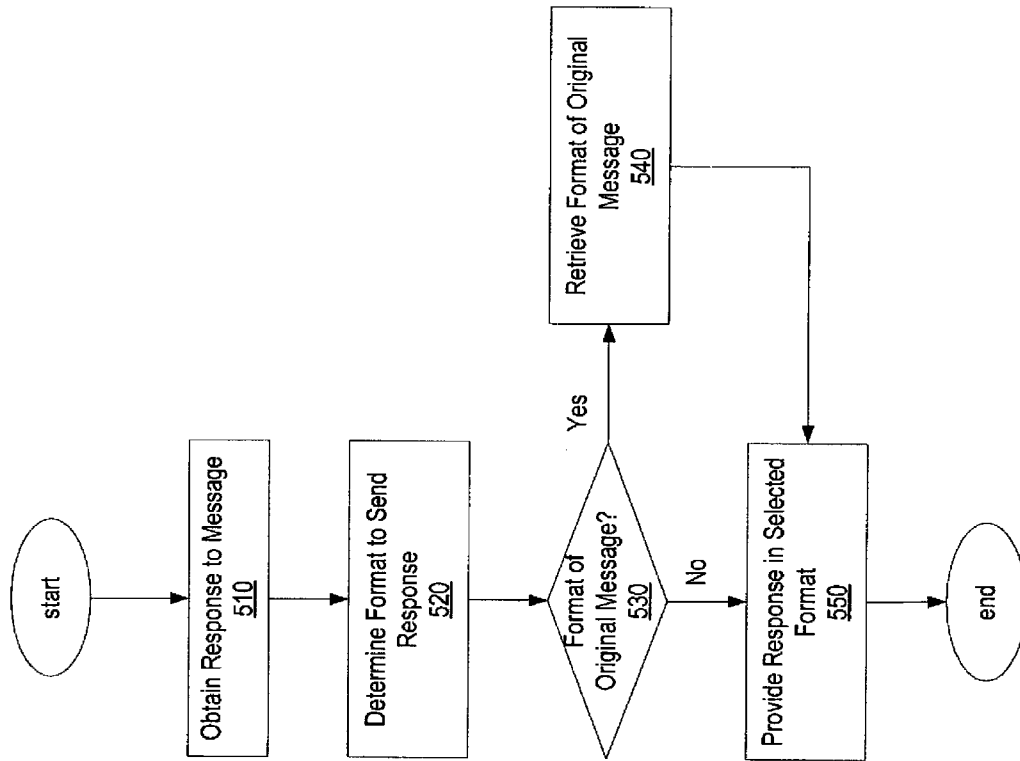 start
Obtain Response to Message
510
Determine Format to Send
Response
520
Format of
Original Message?
530
Yes
No
Retrieve Format of Original
Message
540
Provide Response in Selected
Format
550
end